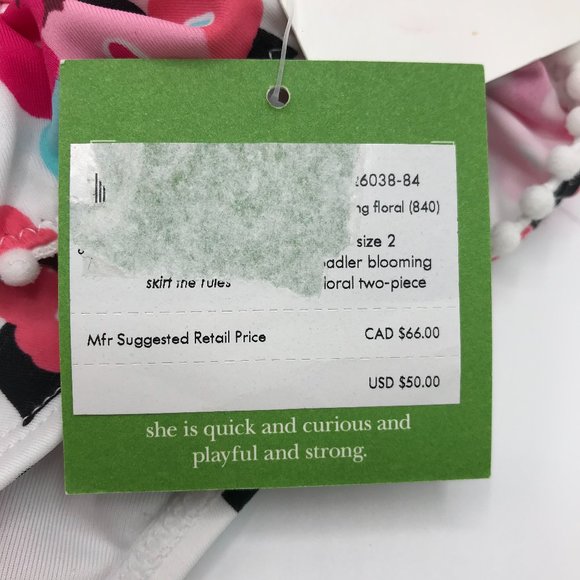 26038-84
ng floral (840)
size 2
adler blooming
skirt the rules
floral two-piece
Mfr Suggested Retail Price
CAD $66.00
USD $50.00
she is quick and curious and
playful and strong.